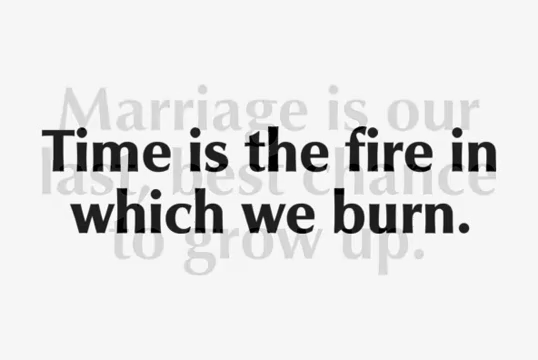 Marriage is our
Time is the fire in
last, best chance
which we burn.
to grow up.